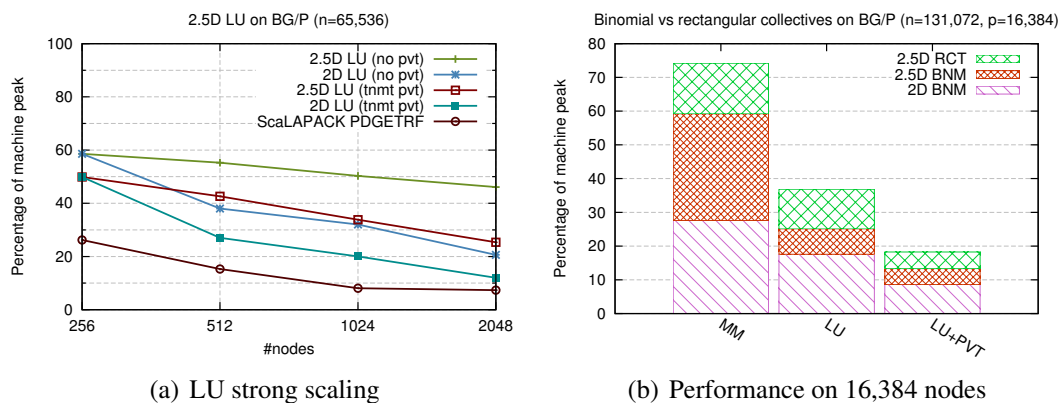 2.5D LU on BG/P (n=65,536)
Percentage of machine peak
100
80
60
40
20
0
2.5D LU (no pvt)
2D LU (no pvt)
2.5D LU (tnmt pvt)
2D LU (tnmt pvt)
ScaLAPACK PDGETRF
256
512
1024
2048
#nodes
(a) LU strong scaling
Binomial vs rectangular collectives on BG/P (n=131,072, p=16,384)
Percentage of machine peak
80
70
60
50
40
30
20
10
0
2.5D RCT
2.5D BNM
2D BNM
MM
LU
LU+PVT
(b) Performance on 16,384 nodes